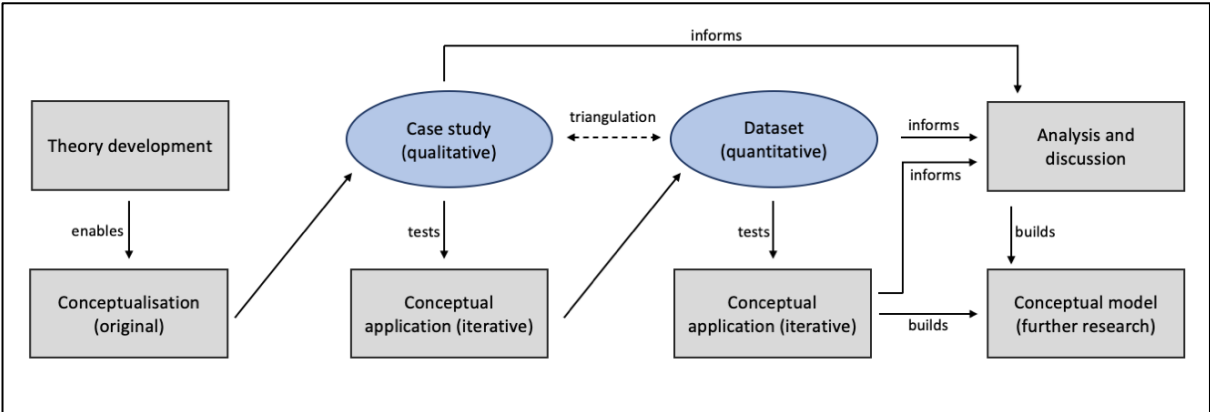 informs
Theory development
Case study
(qualitative)
triangulation
Dataset
(quantitative)
informs
Analysis and
discussion
informs
enables
tests
tests
builds
Conceptualisation
(original)
Conceptual
application (iterative)
Conceptual
application (iterative)
builds
Conceptual model
(further research)